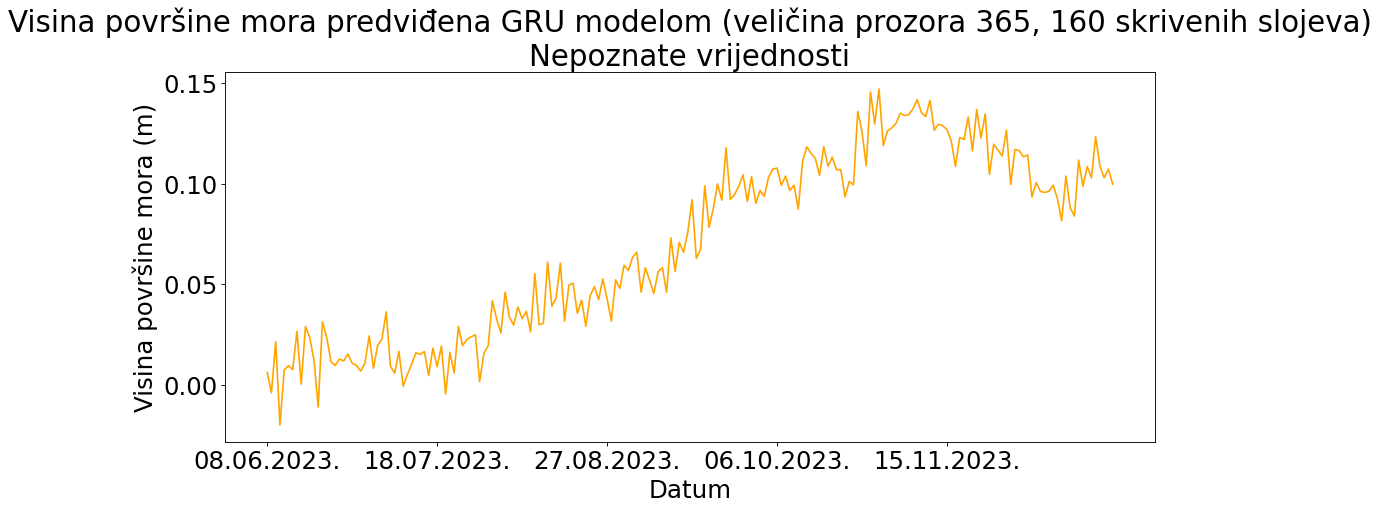 Visina površine mora predviđena GRU modelom (veličina prozora 365, 160 skrivenih slojeva)
Nepoznate vrijednosti
0.15
0.10
0.05
0.00
Visina površine mora (m)
08.06.2023. 18.07.2023. 27.08.2023. 06.10.2023. 15.11.2023.
Datum